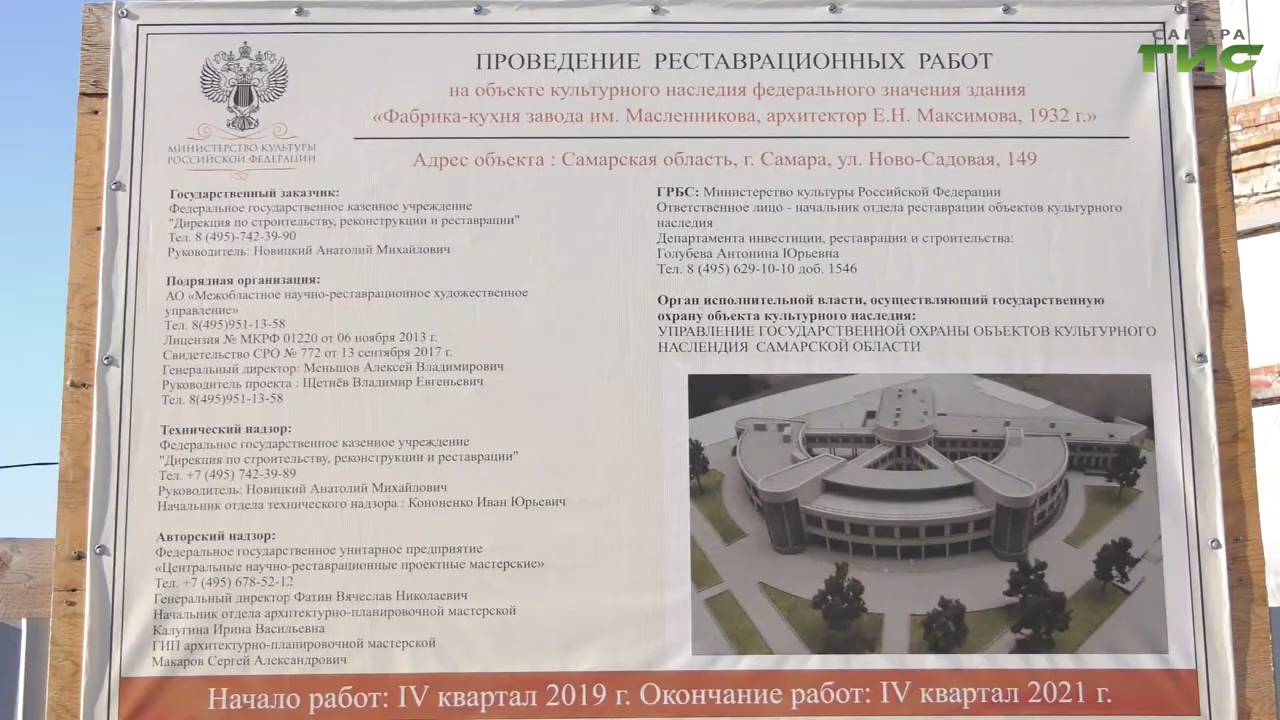 САМАРА
ГИС
ПРОВЕДЕНИЕ РЕСТАВРАЦИОННЫХ РАБОТ
на объекте культурного наследия федерального значения здания
«Фабрика-кухня завода им. Масленникова, архитектор Е.Н. Максимова, 1932 г.»
МИНИСТЕРСТВО КУЛЬТУРЫ
РОССИЙСКОЙ ФЕДЕРАЦИИ
Адрес объекта : Самарская область, г. Самара, ул. Ново-Садовая, 149
Государственный заказчик:
Федеральное государственное казенное учреждение
"Дирекция по строительству, реконструкции и реставрации"
Тел. 8 (495)-742-39-90
Руководитель: Новицкий Анатолий Михайлович
Подрядная организация:
АО «Межобластное научно-реставрационное художественное
управление»
Тел. 8(495)951-13-58
Лицензия № МКРФ 01220 от 06 ноября 2013 г.
Свидетельство СРО № 772 от 13 сентября 2017 г.
Генеральный директор: Меньшов Алексей Владимирович
Руководитель проекта : Щетнёв Владимир Евгеньевич
Тел. 8(495)951-13-58
Технический надзор:
Федеральное государственное казенное учреждение
"Дирекция по строительству, реконструкции и реставрации"
Тел. +7 (495) 742-39-89
Руководитель: Новицкий Анатолий Михайлович
Начальник отдела технического надзора : Кононенко Иван Юрьевич
Авторский надзор:
Федеральное государственное унитарное предприятие
«Центральные научно-реставрационные проектные мастерские»
Тел. +7 (495) 678-52-12
Генеральный директор Фатин Вячеслав Николаевич
Начальник отдела архитектурно-планировочной мастерской
Калугина Ирина Васильевна
ГИП архитектурно-планировочной мастерской
Макаров Сергей Александрович
ГРБС: Министерство культуры Российской Федерации
Ответственное лицо - начальник отдела реставрации объектов культурного
наследия
Департамента инвестиции, реставрации и строительства:
Голубева Антонина Юрьевна
Тел. 8 (495) 629-10-10 доб. 1546
Орган исполнительной власти, осуществляющий государственную
охрану объекта культурного наследия:
УПРАВЛЕНИЕ ГОСУДАРСТВЕННОЙ ОХРАНЫ ОБЪЕКТОВ КУЛЬТУРНОГО
НАСЛЕНДИЯ САМАРСКОЙ ОБЛАСТИ
Начало работ: IV квартал 2019 г. Окончание работ: IV квартал 2021 г.